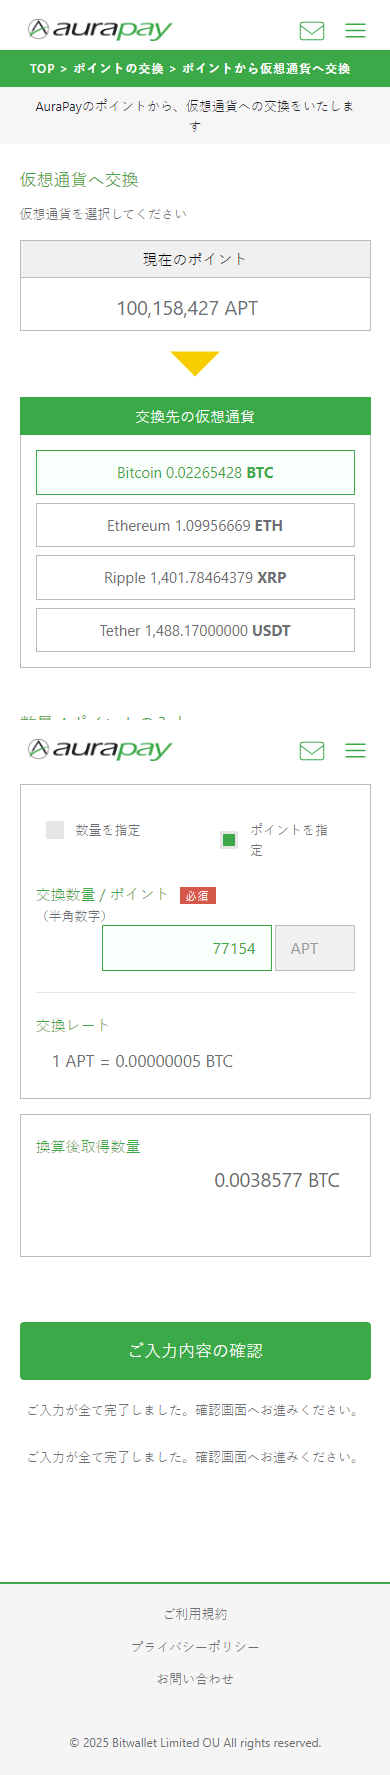 aurapay
TOP > ポイントの交換 > ポイントから仮想通貨へ交換
AuraPayのポイントから、仮想通貨への交換をいたしま
す
仮想通貨へ交換
仮想通貨を選択してください
現在のポイント
100,158,427 APT
交換先の仮想通貨
Bitcoin 0.02265428 BTC
Ethereum 1.09956669 ETH
Ripple 1,401.78464379 XRP
Tether 1,488.17000000 USDT
数量 / ポイントの入力
aurapay
数量を指定
ポイントを指
定
交換数量 / ポイント 必須
（半角数字）
77154 APT
交換レート
1 APT = 0.00000005 BTC
換算後取得数量
0.0038577 BTC
ご入力内容の確認
ご入力が全て完了しました。確認画面へお進みください。
ご入力が全て完了しました。確認画面へお進みください。
ご利用規約
プライバシーポリシー
お問い合わせ
© 2025 Bitwallet Limited OU All rights reserved.